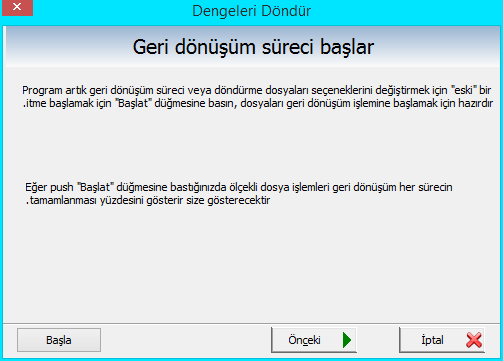 Dengeleri Döndür
Geri dönüşüm süreci başlar
Program artık geri dönüşüm süreci veya döndürme dosyaları seçeneklerini değiştirmek için "eski" bir
.itme başlamak için "Başlat" düğmesine basın, dosyaları geri dönüşüm işlemine başlamak için hazırdır
Eğer push "Başlat" düğmesine bastığınızda ölçekli dosya işlemleri geri dönüşüm her sürecin
.tamamlanması yüzdesini gösterir size gösterecektir
Başla
Önceki
İptal